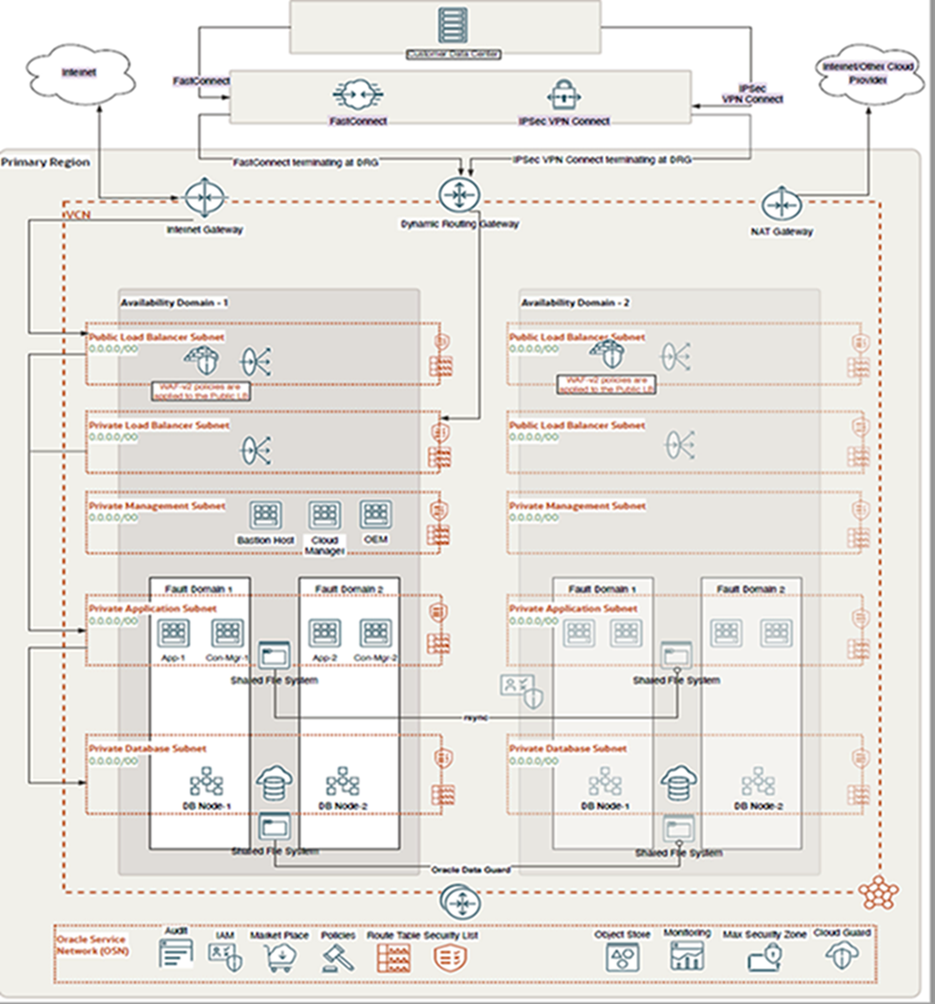 Customer Data Center
Internet
Internet/Other Cloud
Provider
FastConnect
IPSec
VPN Connect
FastConnect
IPSec VPN Connect
FastConnect terminating at DRG
IPSec VPN Connect terminating at DRG
Primary Region
VCN
Internet Gateway
Dynamic Routing Gateway
NAT Gateway
Availability Domain - 1
Availability Domain - 2
Public Load Balancer Subnet
0.0.0.0/00
WAF-v2 policies are
applied to the Public LB
Public Load Balancer Subnet
0.0.0.0/00
WAF-v2 policies are
applied to the Public LB
Private Load Balancer Subnet
0.0.0.0/00
Public Load Balancer Subnet
0.0.0.0/00
Private Management Subnet
0.0.0.0/00
Bastion Host
Cloud
Manager
OEM
Private Management Subnet
0.0.0.0/00
Fault Domain 1
Fault Domain 2
Fault Domain 1
Fault Domain 2
Private Application Subnet
0.0.0.0/00
App-1
Con-Mgr-1
App-2
Con-Mgr-2
Shared File System
Private Application Subnet
0.0.0.0/00
Shared File System
rsync
Private Database Subnet
0.0.0.0/00
DB Node-1
DB Node-2
Shared File System
Private Database Subnet
0.0.0.0/00
DB Node-1
DB Node-2
Shared File System
Oracle Data Guard
Oracle Service
Network (OSN)
Audit
IAM
Market Place
Policies
Route Table
Security List
Object Store
Monitoring
Max Security Zone
Cloud Guard